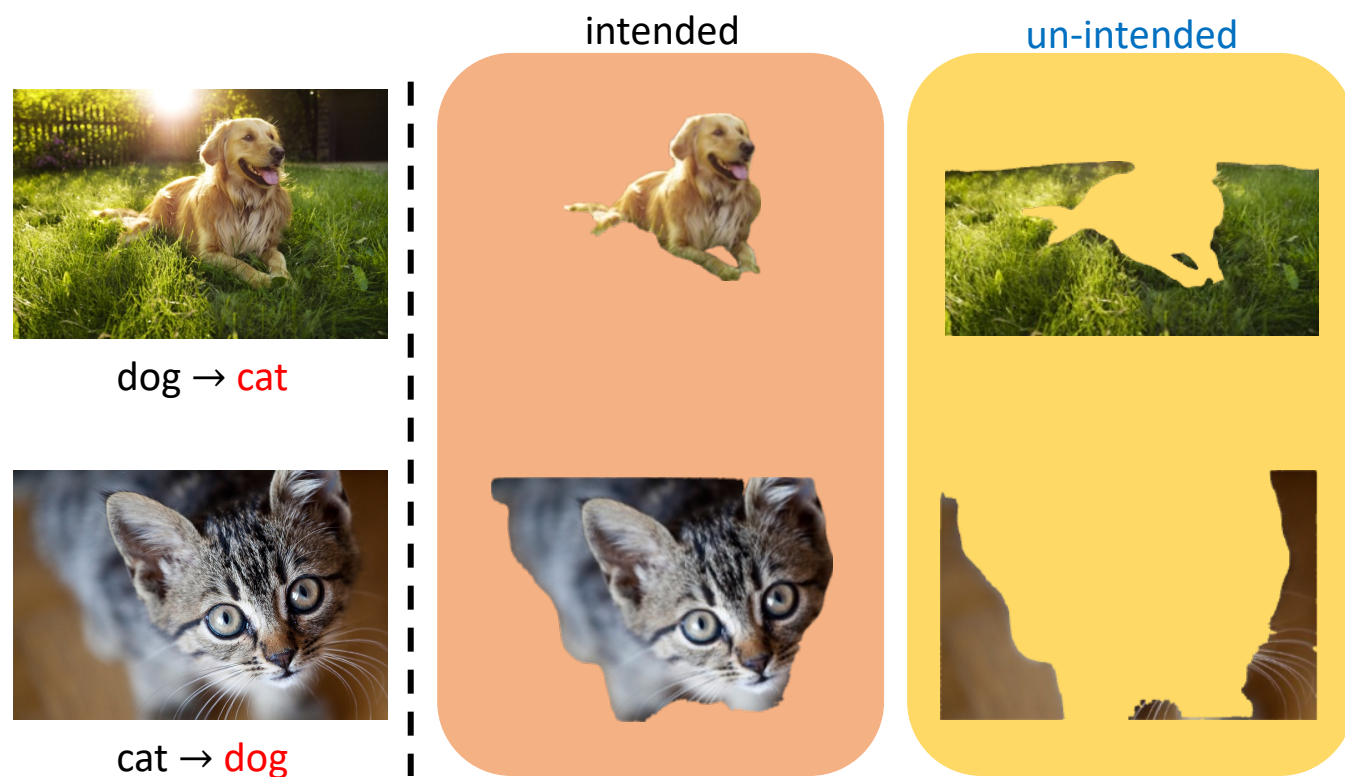 intended
un-intended
dog → cat
cat → dog